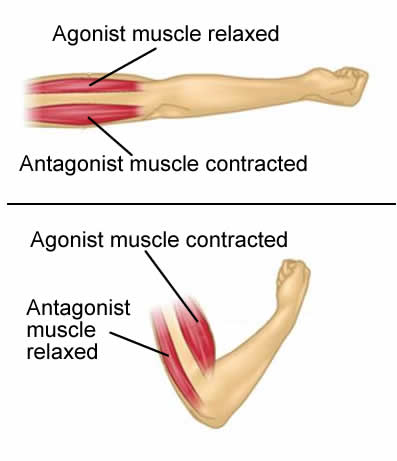 Agonist muscle relaxed
Antagonist muscle contracted
Agonist muscle contracted
Antagonist
muscle
relaxed